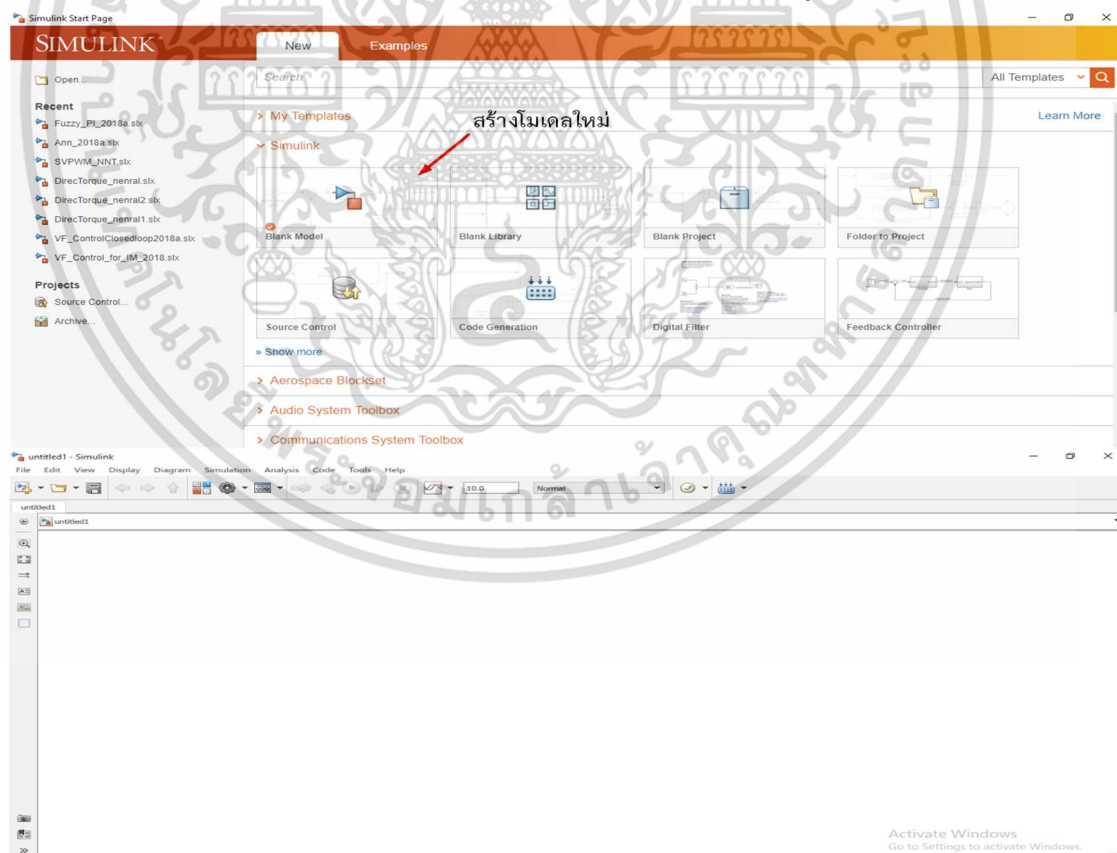 Simulink Start Page
SIMULINK
New Examples
Open...
Search
All Templates
Recent
Fuzzy_PI_2018a.slx
Ann_2018a.slx
SVPWM_NNT.slx
DirecTorque_nenral.slx
DirecTorque_nenral2.slx
DirecTorque_nenral1.slx
VF_ControlClosedloop2018a.slx
VF_Control_for_IM_2018.slx
Projects
Source Control...
Archive...
> My Templates
Learn More
สร้างโมเดลใหม่
Simulink
Blank Model
Blank Library
Blank Project
Folder to Project
Source Control
Code Generation
Digital Filter
Feedback Controller
» Show more
> Aerospace Blockset
> Audio System Toolbox
> Communications System Toolbox
untitled1 - Simulink
File Edit View Display Diagram Simulation Analysis Code Tools Help
10.0 Normal
untitled1
untitled1
Activate Windows
Go to Settings to activate Windows.